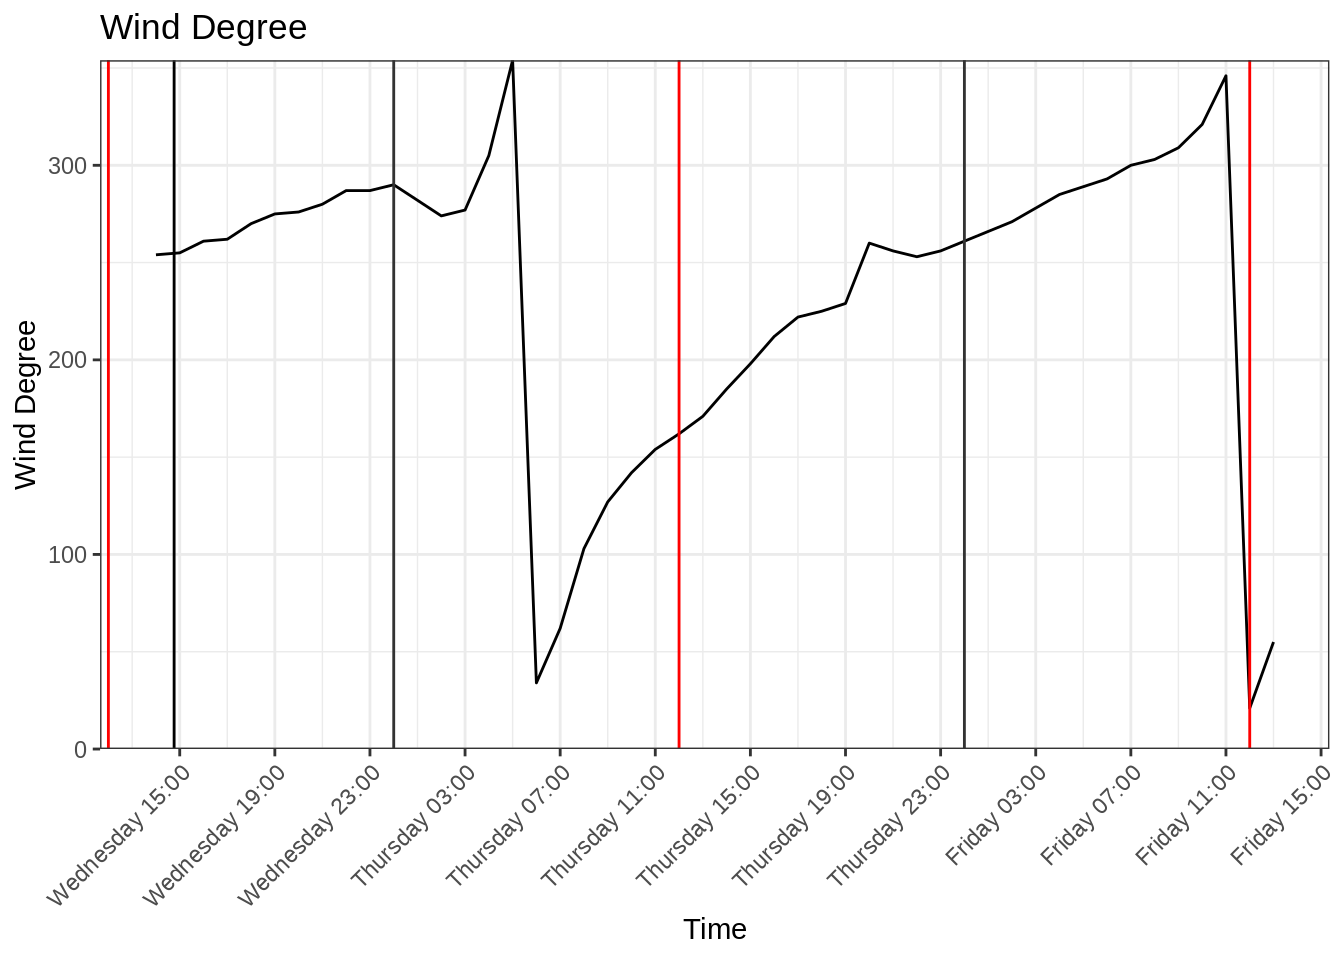 Wind Degree
Wind Degree
300
200
100
0
Wednesday 15:00
Wednesday 19:00
Wednesday 23:00
Thursday 03:00
Thursday 07:00
Thursday 11:00
Thursday 15:00
Thursday 19:00
Thursday 23:00
Friday 03:00
Friday 07:00
Friday 11:00
Friday 15:00
Time